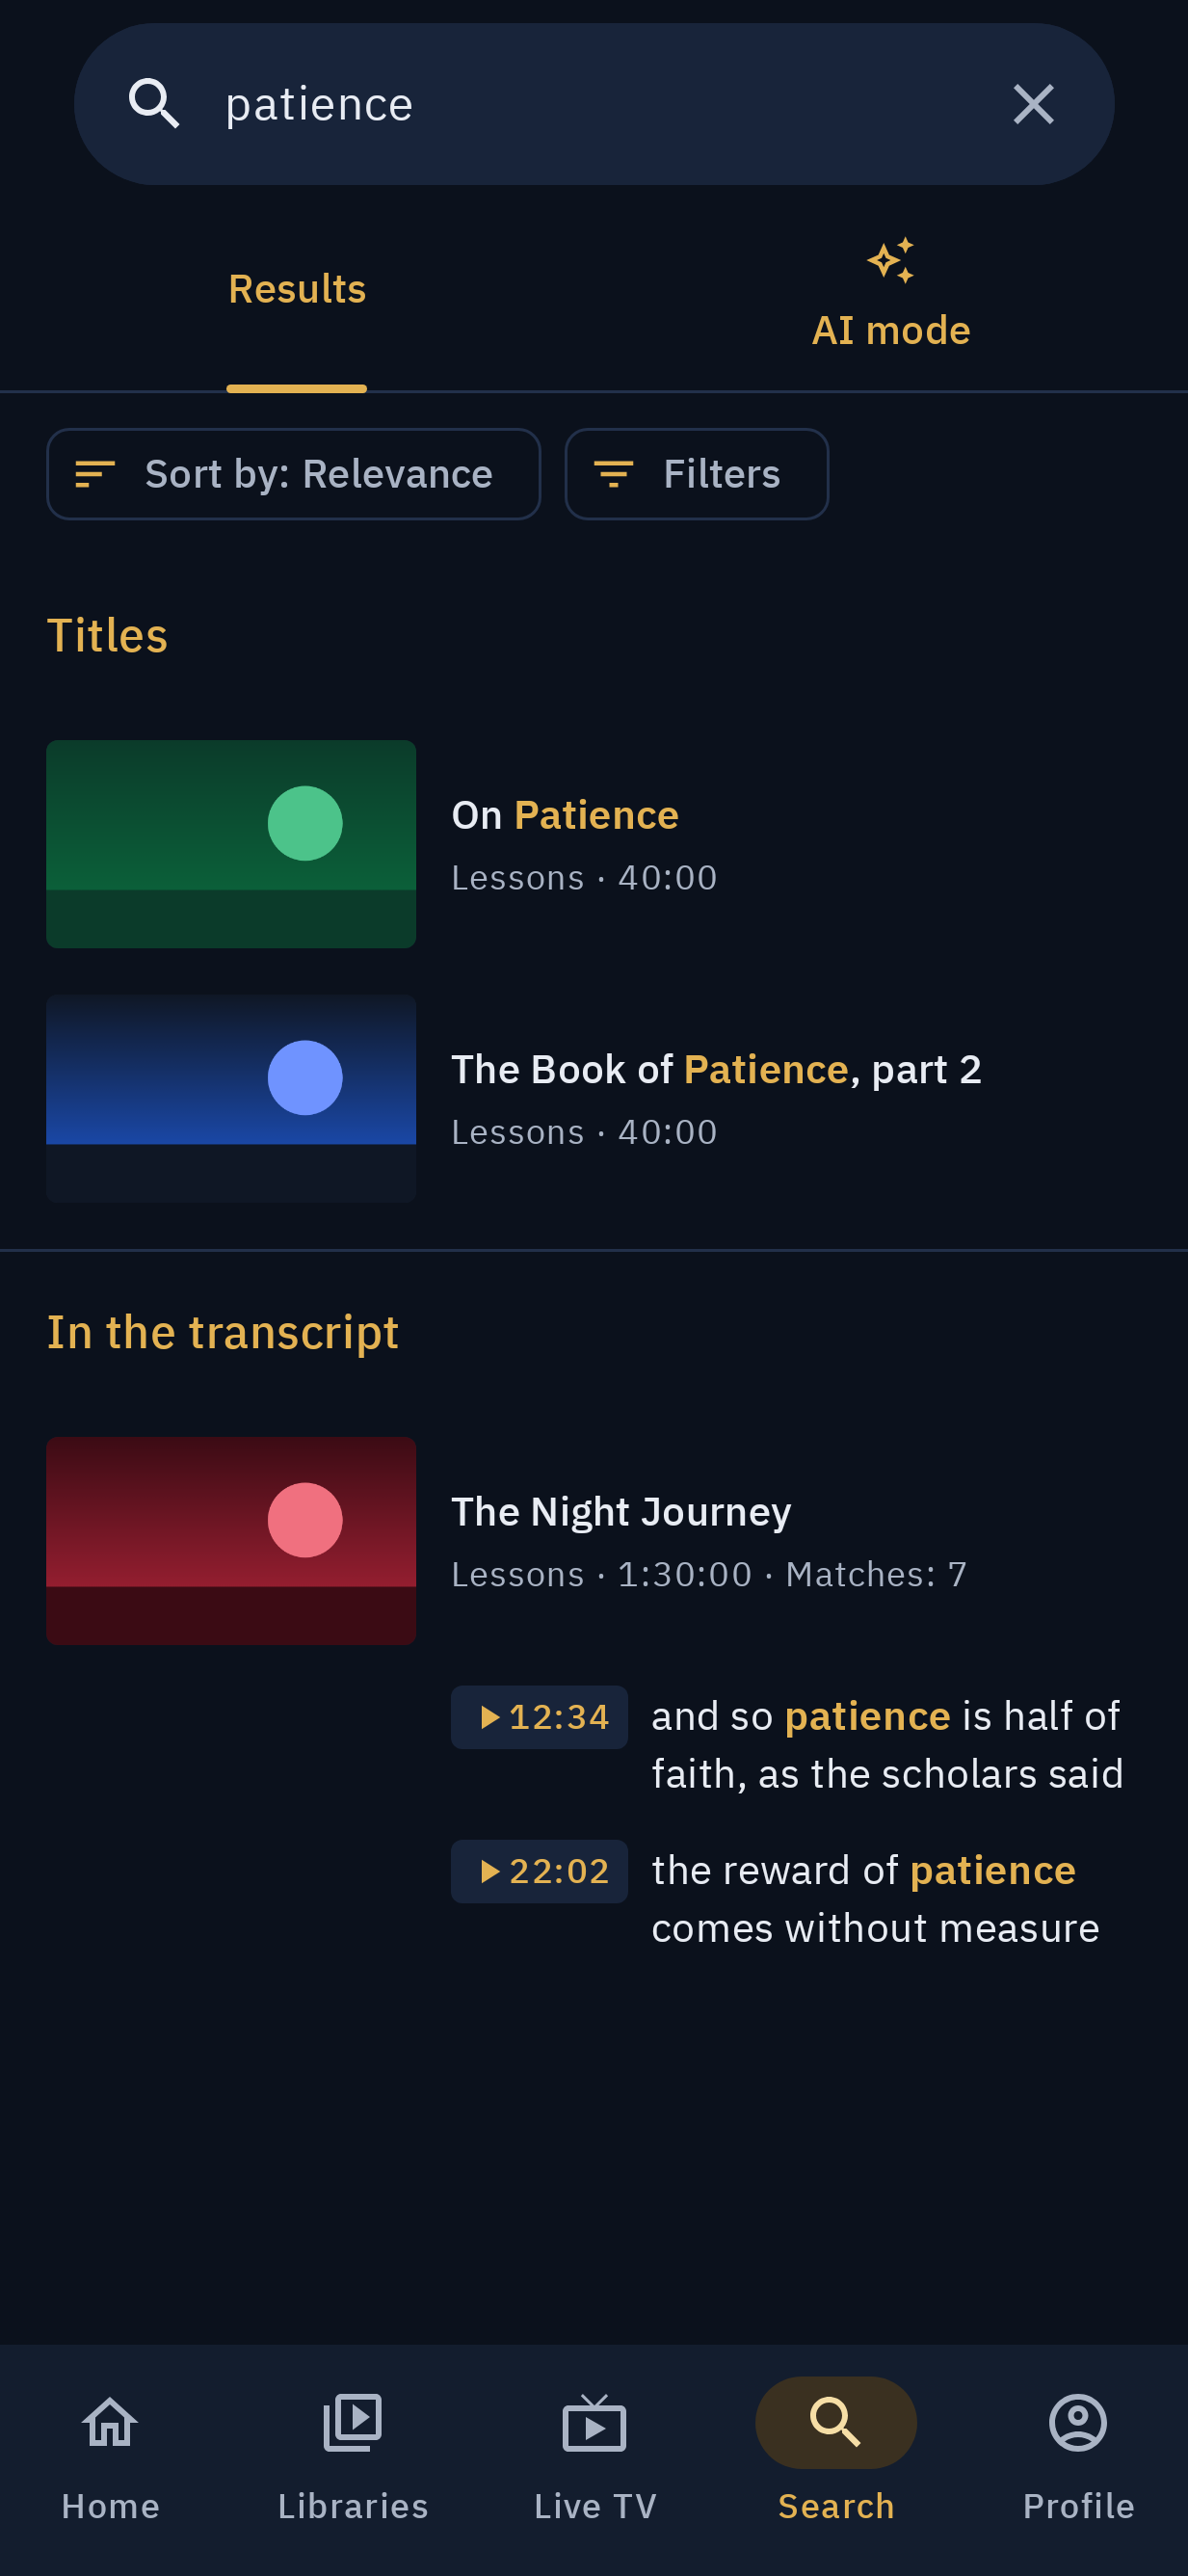 patience
Results
AI mode
Sort by: Relevance
Filters
Titles
On Patience
Lessons · 40:00
The Book of Patience, part 2
Lessons · 40:00
In the transcript
The Night Journey
Lessons · 1:30:00 · Matches: 7
12:34
and so patience is half of
faith, as the scholars said
22:02
the reward of patience
comes without measure
Home
Libraries
Live TV
Search
Profile